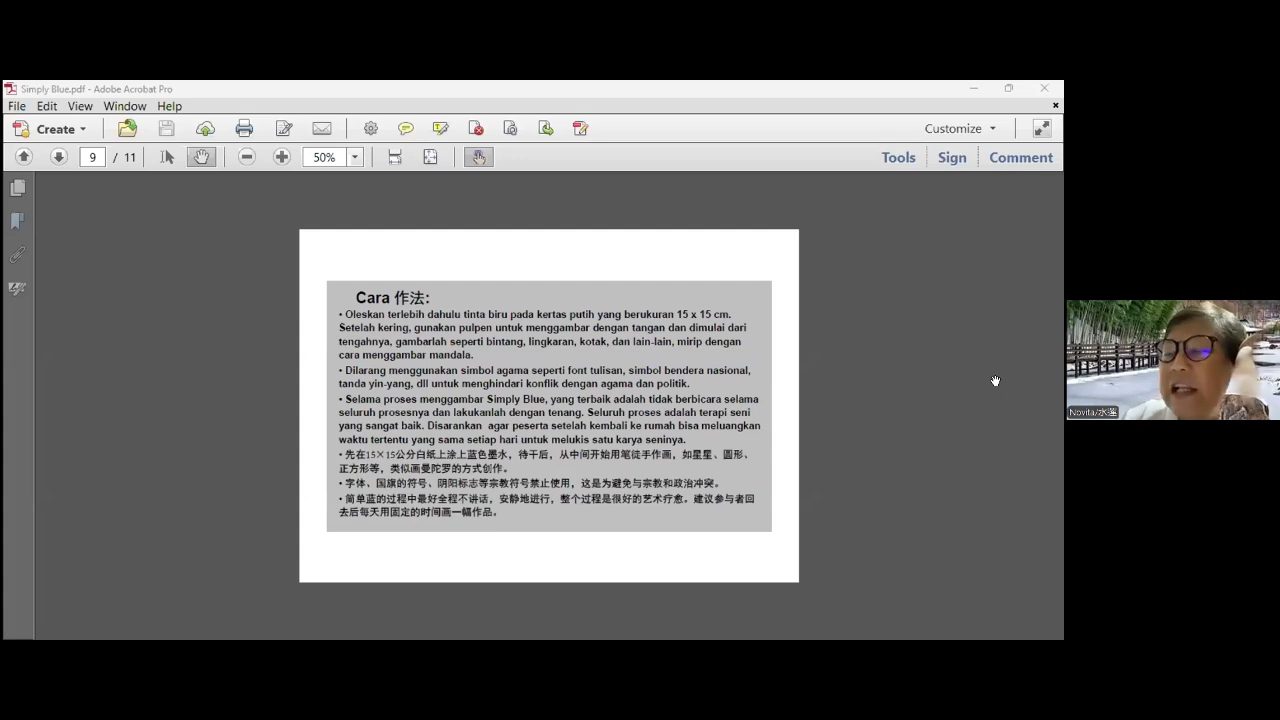 Simply Blue.pdf - Adobe Acrobat Pro
File Edit View Window Help
Create
Customize
9 / 11
50%
Tools Sign Comment
Cara 作法:
• Oleskan terlebih dahulu tinta biru pada kertas putih yang berukuran 15 x 15 cm.
Setelah kering, gunakan pulpen untuk menggambar dengan tangan dan dimulai dari
tengahnya, gambarlah seperti bintang, lingkaran, kotak, dan lain-lain, mirip dengan
cara menggambar mandala.
• Dilarang menggunakan simbol agama seperti font tulisan, simbol bendera nasional,
tanda yin-yang, dll untuk menghindari konflik dengan agama dan politik.
• Selama proses menggambar Simply Blue, yang terbaik adalah tidak berbicara selama
seluruh prosesnya dan lakukanlah dengan tenang. Seluruh proses adalah terapi seni
yang sangat baik. Disarankan agar peserta setelah kembali ke rumah bisa meluangkan
waktu tertentu yang sama setiap hari untuk melukis satu karya seninya.
• 先在15×15公分白纸上涂上蓝色墨水，待干后，从中间开始用笔徒手作画，如星星、圆形、
正方形等，类似画曼陀罗的方式创作。
• 字体、国旗的符号、阴阳标志等宗教符号禁止使用，这是为避免与宗教和政治冲突。
• 简单蓝的过程中最好全程不讲话，安静地进行，整个过程是很好的艺术疗愈。建议参与者回
去后每天用固定的时间画一幅作品。
Novita/水莲